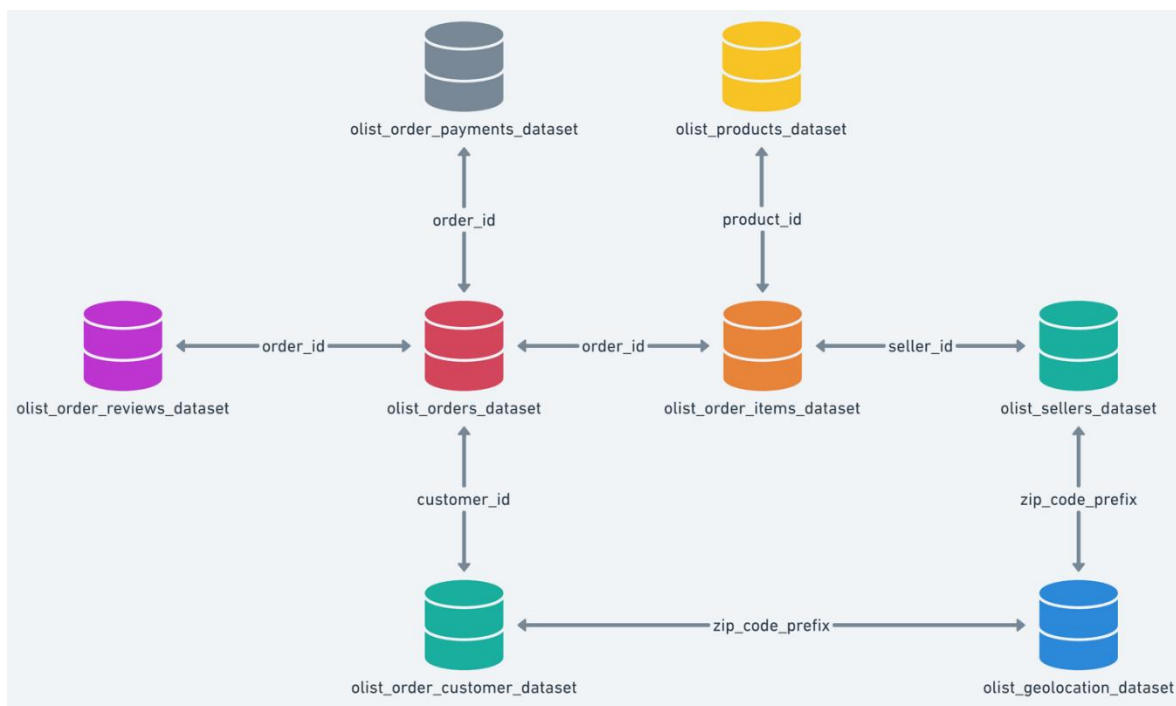 olist_order_payments_dataset
olist_products_dataset
order_id
product_id
order_id
order_id
seller_id
olist_order_reviews_dataset
olist_orders_dataset
olist_order_items_dataset
olist_sellers_dataset
customer_id
zip_code_prefix
zip_code_prefix
olist_order_customer_dataset
olist_geolocation_dataset